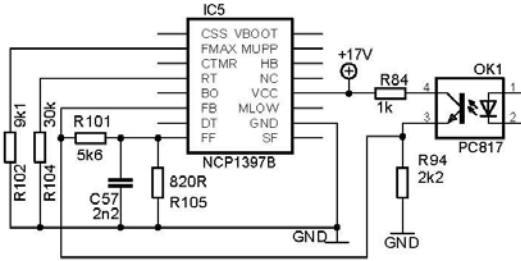 IC5
CSS VBOOT
FMAX MUPP
CTMR HB
RT NC
BO VCC
FB MLOW
DT GND
FF SF
NCP1397B
+17V
R84
1k
OK1
4 1
3 2
PC817
9k1
30k
R101
5k6
R102
R104
C57
2n2
820R
R105
R94
2k2
GND
GND